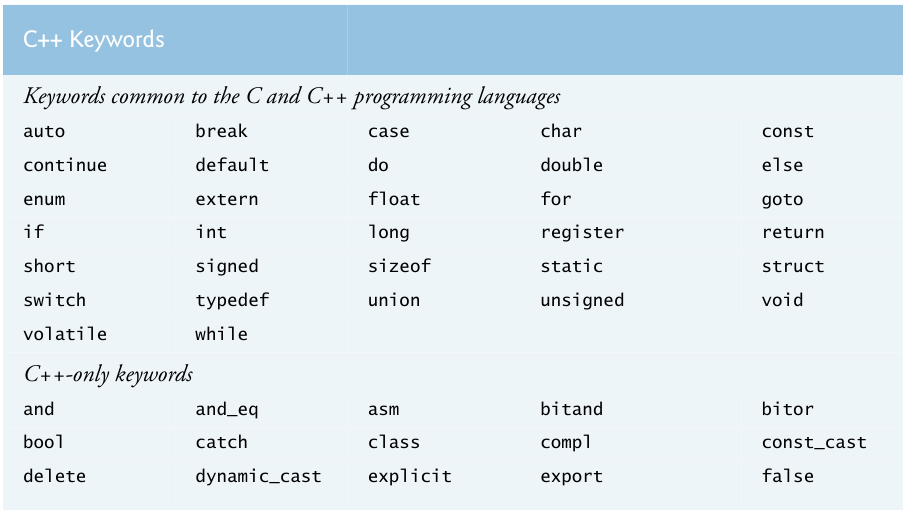 C++ Keywords
Keywords common to the C and C++ programming languages
auto break case char const
continue default do double else
enum extern float for goto
if int long register return
short signed sizeof static struct
switch typedef union unsigned void
volatile while
C++-only keywords
and and_eq asm bitand bitor
bool catch class compl const_cast
delete dynamic_cast explicit export false